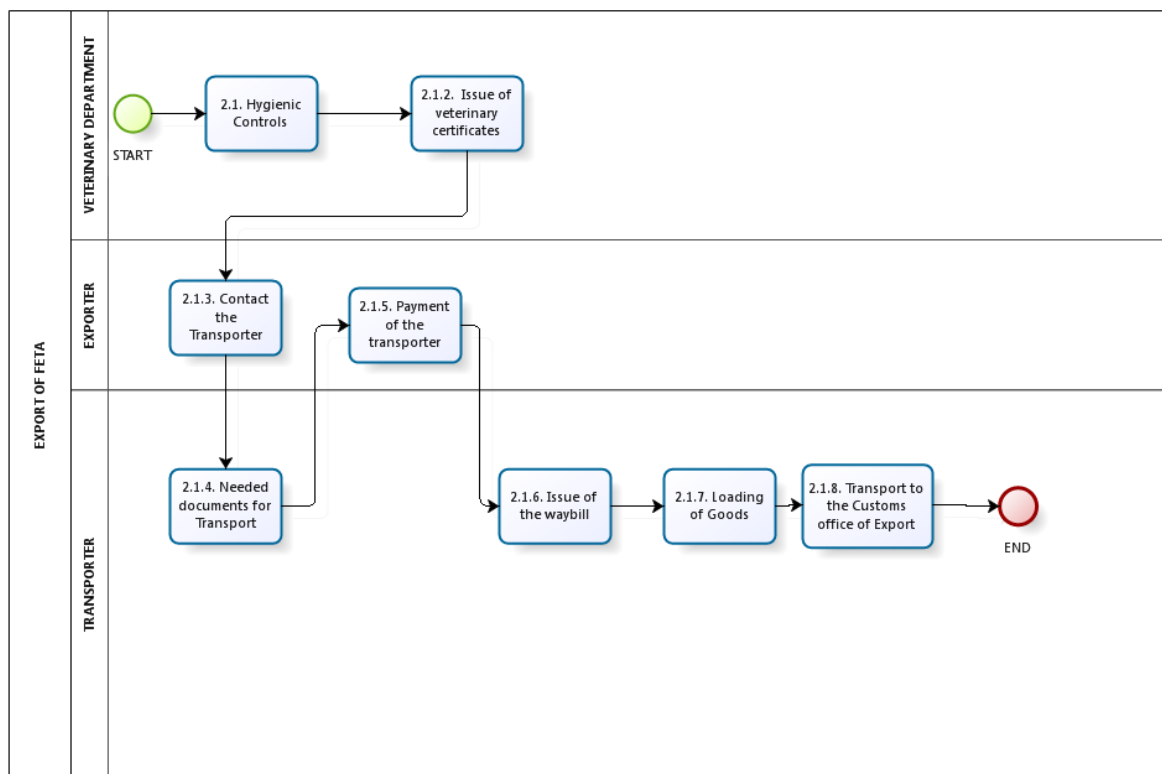 EXPORT OF FETA
VETERINARY DEPARTMENT
START
2.1. Hygienic
Controls
2.1.2. Issue of
veterinary
certificates
EXPORTER
2.1.3. Contact
the
Transporter
2.1.5. Payment
of the
transporter
TRANSPORTER
2.1.4. Needed
documents for
Transport
2.1.6. Issue of
the waybill
2.1.7. Loading
of Goods
2.1.8. Transport to
the Customs
office of Export
END